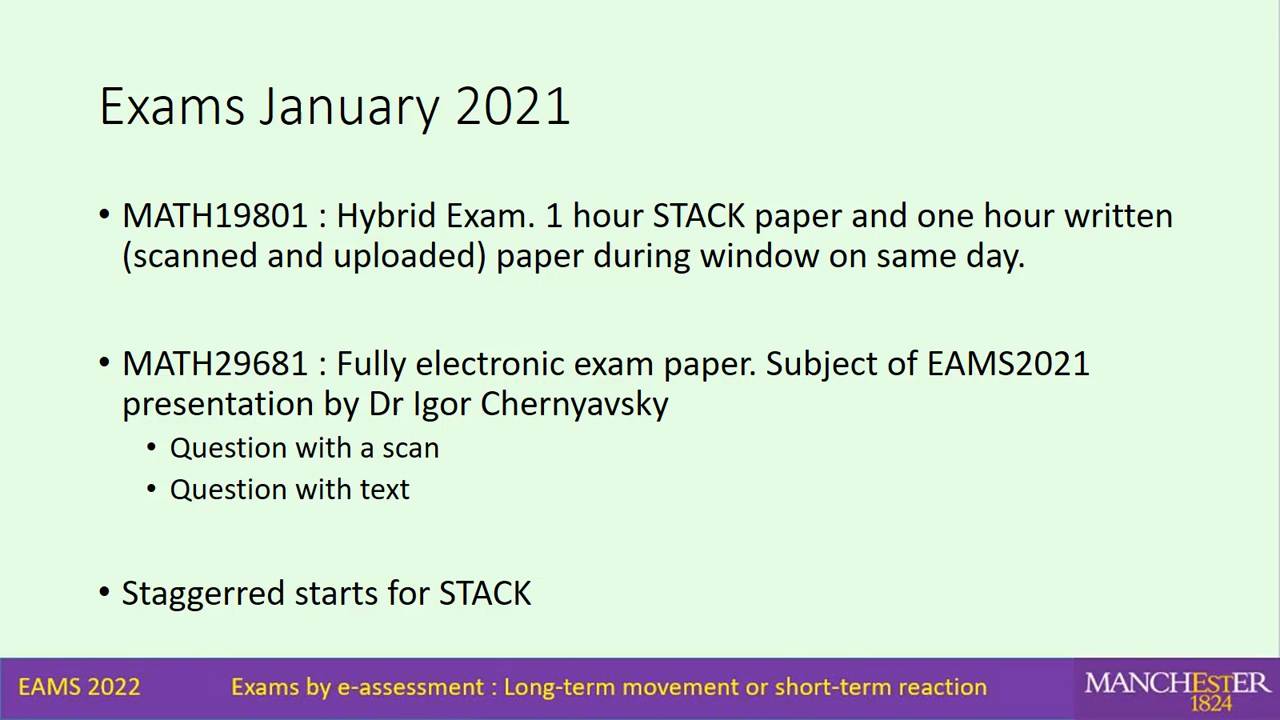 Exams January 2021
• MATH19801 : Hybrid Exam. 1 hour STACK paper and one hour written
(scanned and uploaded) paper during window on same day.
• MATH29681 : Fully electronic exam paper. Subject of EAMS2021
presentation by Dr Igor Chernyavsky
• Question with a scan
• Question with text
• Staggerred starts for STACK
EAMS 2022 Exams by e-assessment : Long-term movement or short-term reaction MANCHESTER
1824